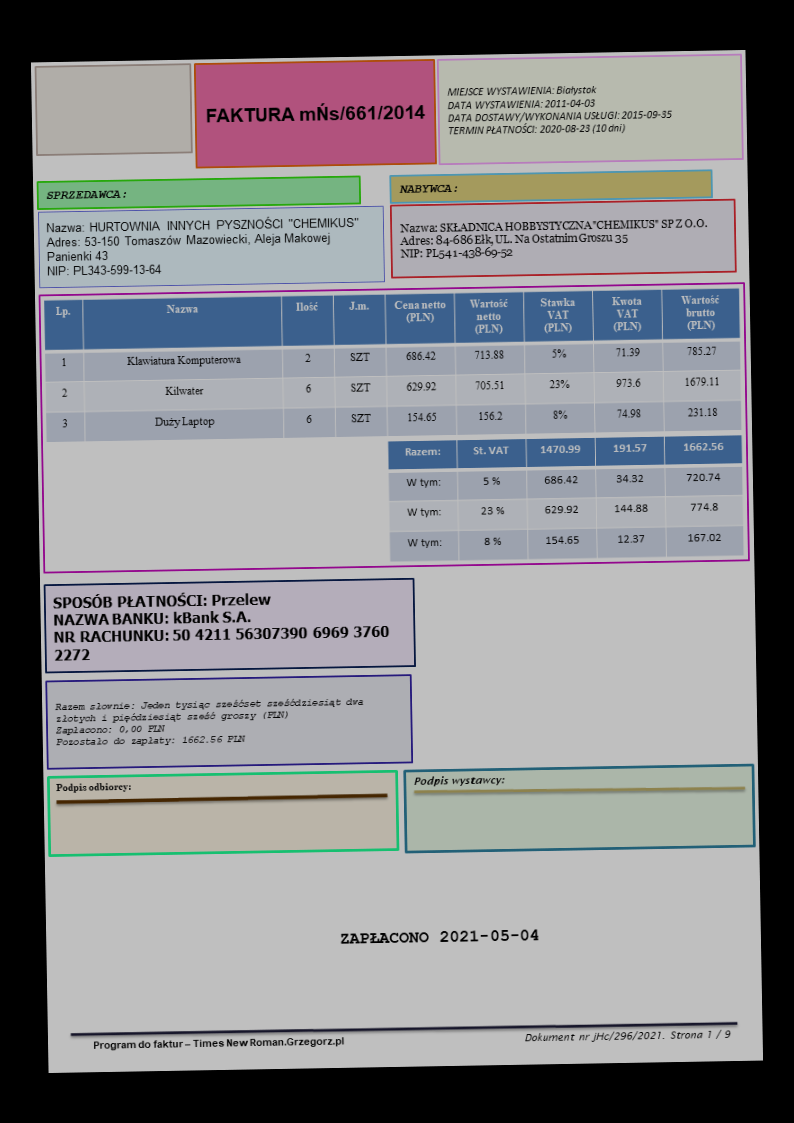 FAKTURA mŃs/661/2014
MIEJSCE WYSTAWIENIA: Białystok
DATA WYSTAWIENIA: 2011-04-03
DATA DOSTAWY/WYKONANIA USŁUGI: 2015-09-35
TERMIN PŁATNOŚCI: 2020-08-23 (10 dni)
SPRZEDAWCA:
Nazwa: HURTOWNIA INNYCH PYSZNOŚCI "CHEMIKUS"
Adres: 53-150 Tomaszów Mazowiecki, Aleja Makowej
Panienki 43
NIP: PL343-599-13-64
NABYWCA:
Nazwa: SKŁADNICA HOBBYSTYCZNA"CHEMIKUS" SP Z O.O.
Adres: 84-686 Ełk, UL. Na Ostatnim Groszu 35
NIP: PL541-438-69-52
Lp. Nazwa Ilość J.m. Cena netto (PLN) Wartość netto (PLN) Stawka VAT (PLN) Kwota VAT (PLN) Wartość brutto (PLN)
1 Klawiatura Komputerowa 2 SZT 686.42 713.88 5% 71.39 785.27
2 Kilwater 6 SZT 629.92 705.51 23% 973.6 1679.11
3 Duży Laptop 6 SZT 154.65 156.2 8% 74.98 231.18
Razem: St. VAT 1470.99 191.57 1662.56
W tym: 5 % 686.42 34.32 720.74
W tym: 23 % 629.92 144.88 774.8
W tym: 8 % 154.65 12.37 167.02
SPOSÓB PŁATNOŚCI: Przelew
NAZWA BANKU: kBank S.A.
NR RACHUNKU: 50 4211 56307390 6969 3760
2272
Razem słownie: Jeden tysiąc sześćset sześćdziesiąt dwa
złotych i pięćdziesiąt sześć groszy (PLN)
Zapłacono: 0,00 PLN
Pozostało do zapłaty: 1662.56 PLN
Podpis odbiorcy:
Podpis wystawcy:
ZAPŁACONO 2021-05-04
Program do faktur – Times New Roman.Grzegorz.pl
Dokument nr jHc/296/2021. Strona 1 / 9